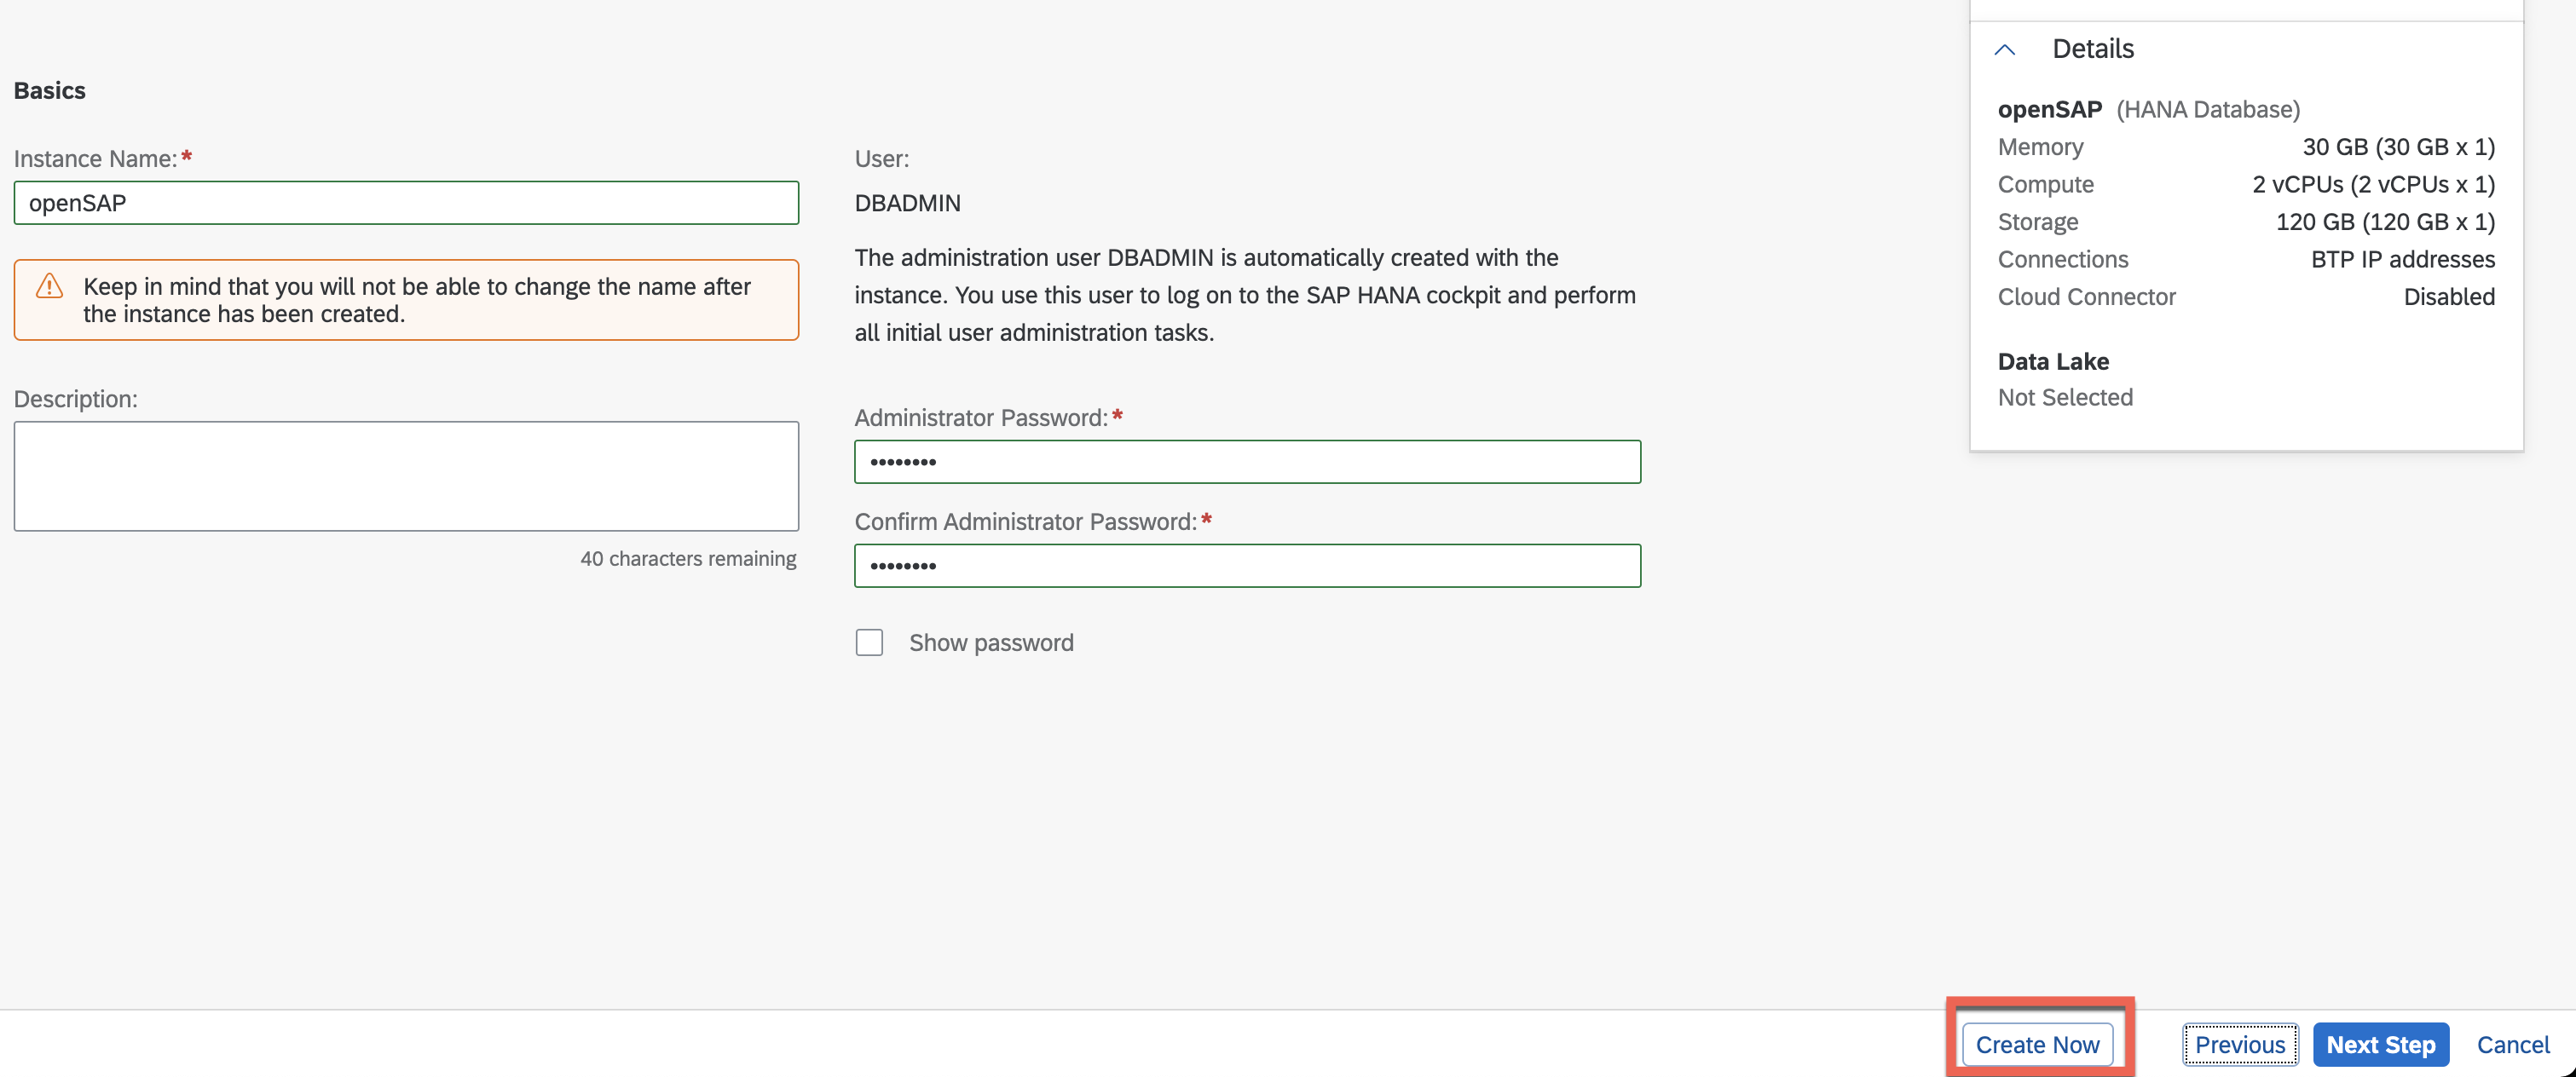 Basics
Instance Name:*
openSAP
Keep in mind that you will not be able to change the name after
the instance has been created.
Description:
40 characters remaining
User:
DBADMIN
The administration user DBADMIN is automatically created with the
instance. You use this user to log on to the SAP HANA cockpit and perform
all initial user administration tasks.
Administrator Password:*
••••••••
Confirm Administrator Password:*
••••••••
Show password
Details
openSAP (HANA Database)
Memory 30 GB (30 GB x 1)
Compute 2 vCPUs (2 vCPUs x 1)
Storage 120 GB (120 GB x 1)
Connections BTP IP addresses
Cloud Connector Disabled
Data Lake
Not Selected
Create Now Previous Next Step Cancel